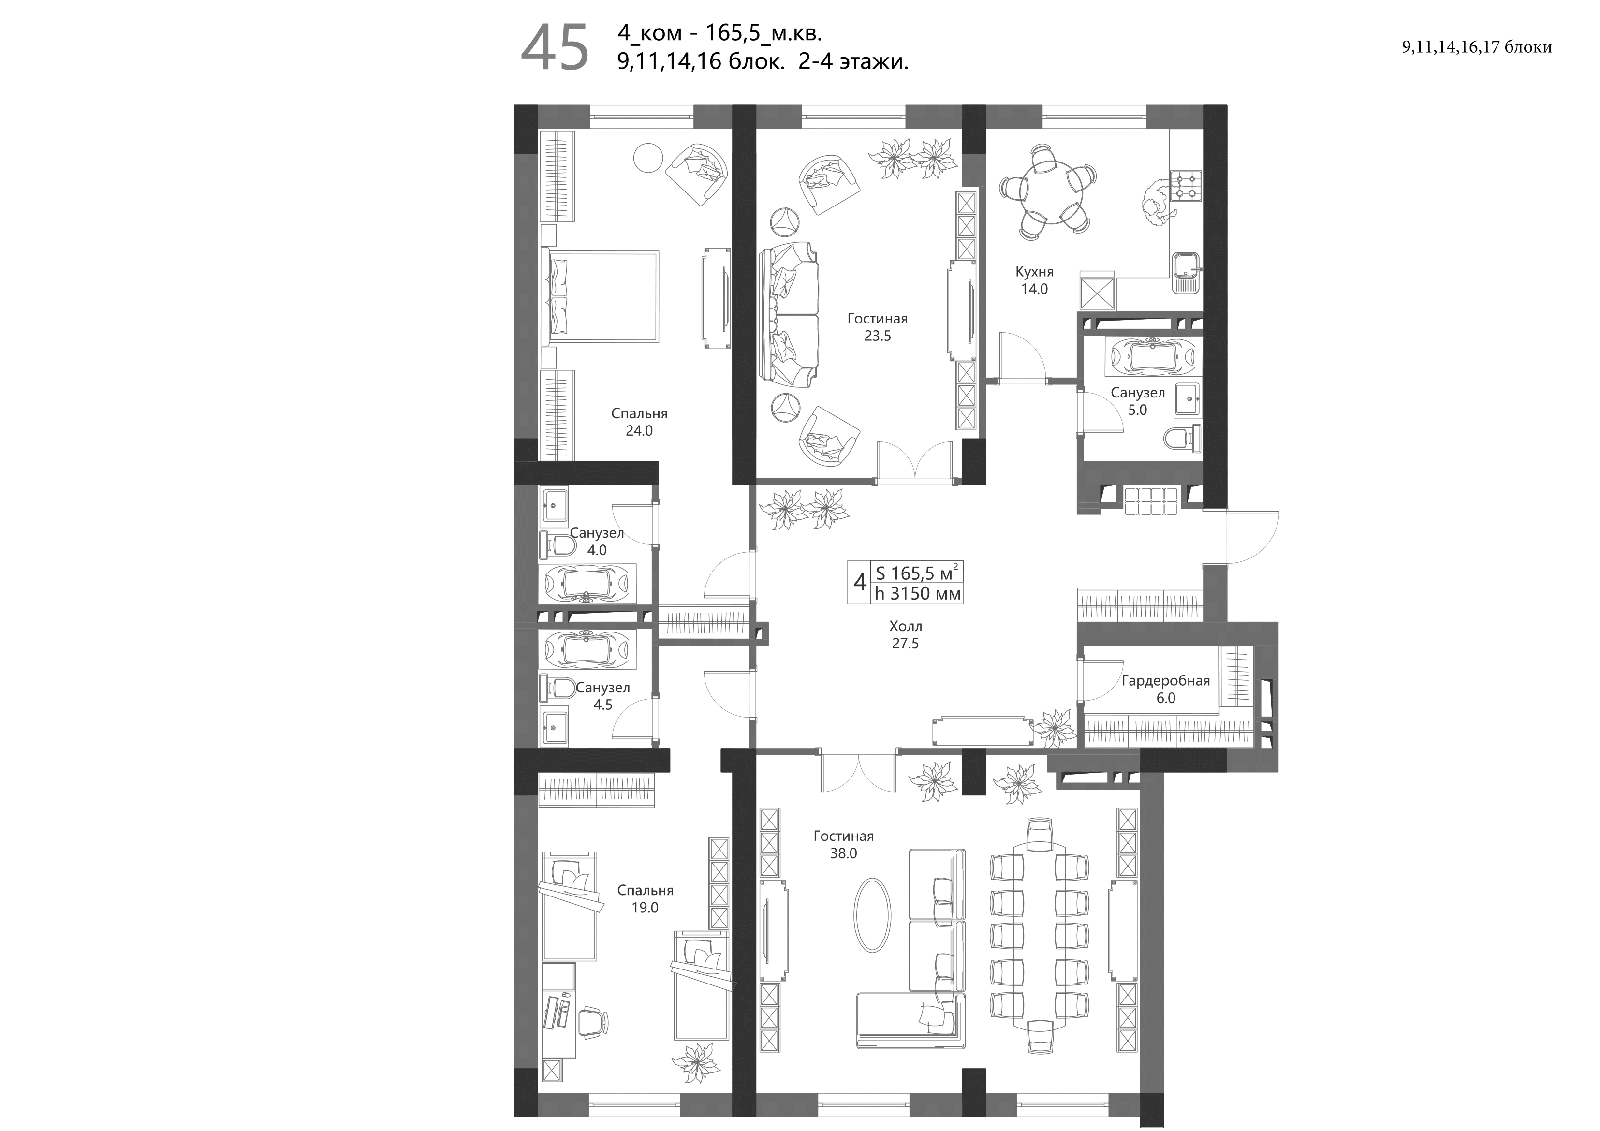 45
4_ком - 165,5_м.кв.
9,11,14,16 блок. 2-4 этажи.
9,11,14,16,17 блоки
Кухня
14.0
Гостиная
23.5
Санузел
5.0
Спальня
24.0
Санузел
4.0
4
S 165,5 м²
h 3150 мм
Холл
27.5
Санузел
4.5
Гардеробная
6.0
Гостиная
38.0
Спальня
19.0